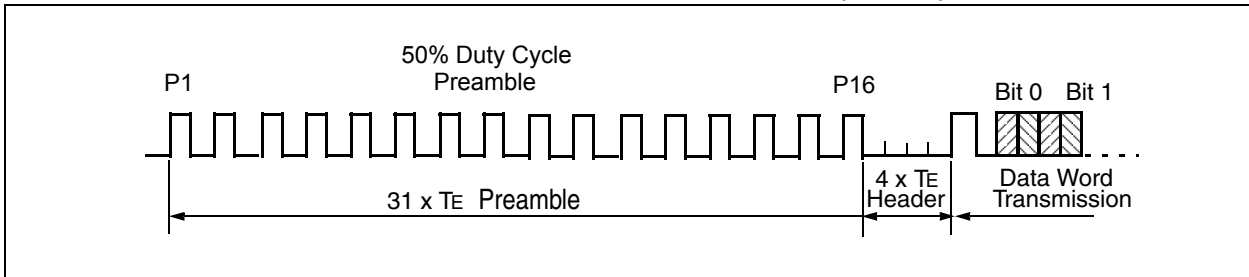 50% Duty Cycle
Preamble
P1
P16
Bit 0 Bit 1
31 x TE Preamble
4 x TE
Header
Data Word
Transmission